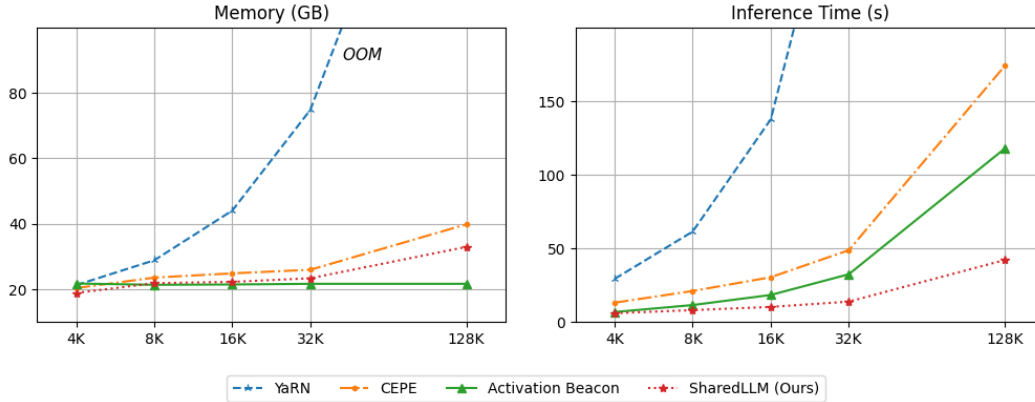 Memory (GB)
OOM
80
60
40
20
4K 8K 16K 32K 128K
Inference Time (s)
150
100
50
0
4K 8K 16K 32K 128K
YaRN CEPE Activation Beacon SharedLLM (Ours)